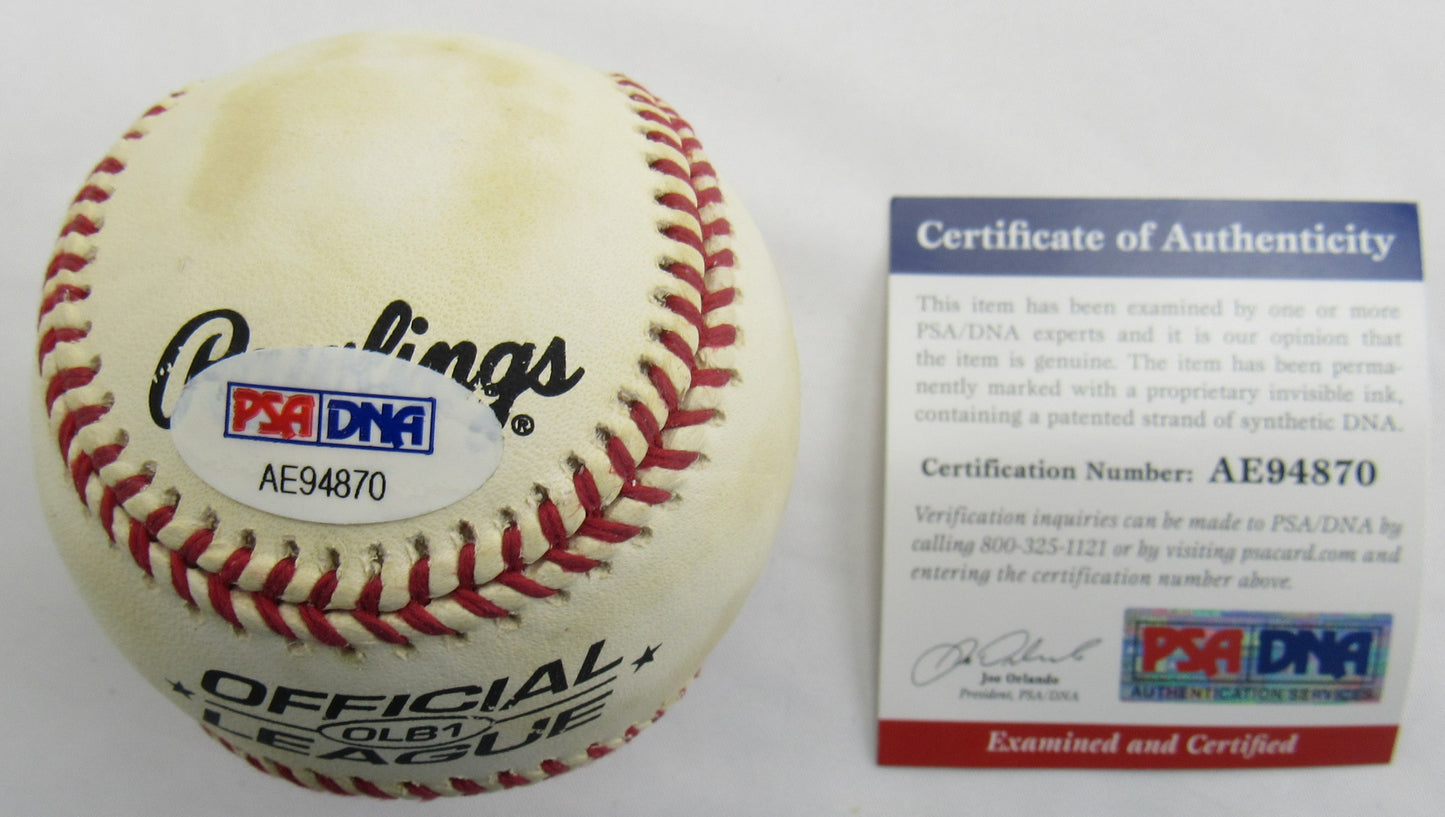 Rawlings
®
PSA DNA
AE94870
OFFICIAL
OLB1
LEAGUE
Certificate of Authenticity
This item has been examined by one or more
PSA/DNA experts and it is our opinion that
the item is genuine. The item has been perma-
nently marked with a proprietary invisible ink,
containing a patented strand of synthetic DNA.
Certification Number: AE94870
Verification inquiries can be made to PSA/DNA by
calling 800-325-1121 or by visiting psacard.com and
entering the certification number above.
Joe Orlando
President, PSA/DNA
PSA DNA
AUTHENTICATION SERVICES
Examined and Certified